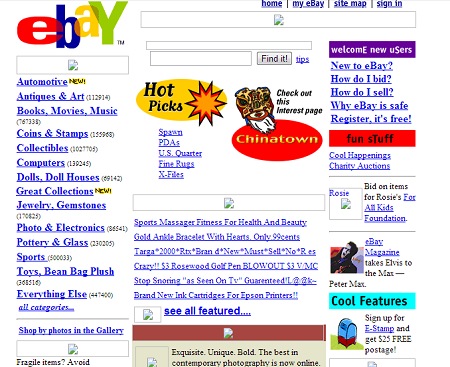 home | my eBay | site map | sign in
ebaY™
Find it! tips
Automotive NEW!
Antiques & Art (112914)
Books, Movies, Music
(767338)
Coins & Stamps (155968)
Collectibles (1027705)
Computers (139245)
Dolls, Doll Houses (69142)
Great Collections NEW!
Jewelry, Gemstones
(170825)
Photo & Electronics (86541)
Pottery & Glass (230205)
Sports (500033)
Toys, Bean Bag Plush
(368516)
Everything Else (447400)
all categories...
Shop by photos in the Gallery
Fragile items? Avoid
Hot
Picks
Check out
this
Interest page
Chinatown
Spawn
PDAs
U.S. Quarter
Fine Rugs
X-Files
Sports Massager Fitness For Health And Beauty
Gold Ankle Bracelet With Hearts. Only.99cents
Targa*2000*Rtx*Bran d*New*Must*Sell*No*R es
Crazy!! $3 Rosewood Golf Pen BLOWOUT $3 V/MC
Stop Snoring "as Seen On Tv" Guarenteed!L@@k~
Brand New Ink Cartridges For Epson Printers!!
see all featured....
Exquisite. Unique. Bold. The best in
contemporary photography is now online.
welcomE new uSers
New to eBay?
How do I bid?
How do I sell?
Why eBay is safe
Register, it's free!
fun sTuff
Cool Happenings
Charity Auctions
Rosie
Bid on items
for Rosie's For
All Kids
Foundation.
eBay
Magazine
takes Elvis to
the Max —
Peter Max.
Cool Features
Sign up for
E-Stamp and
get $25 FREE
postage!